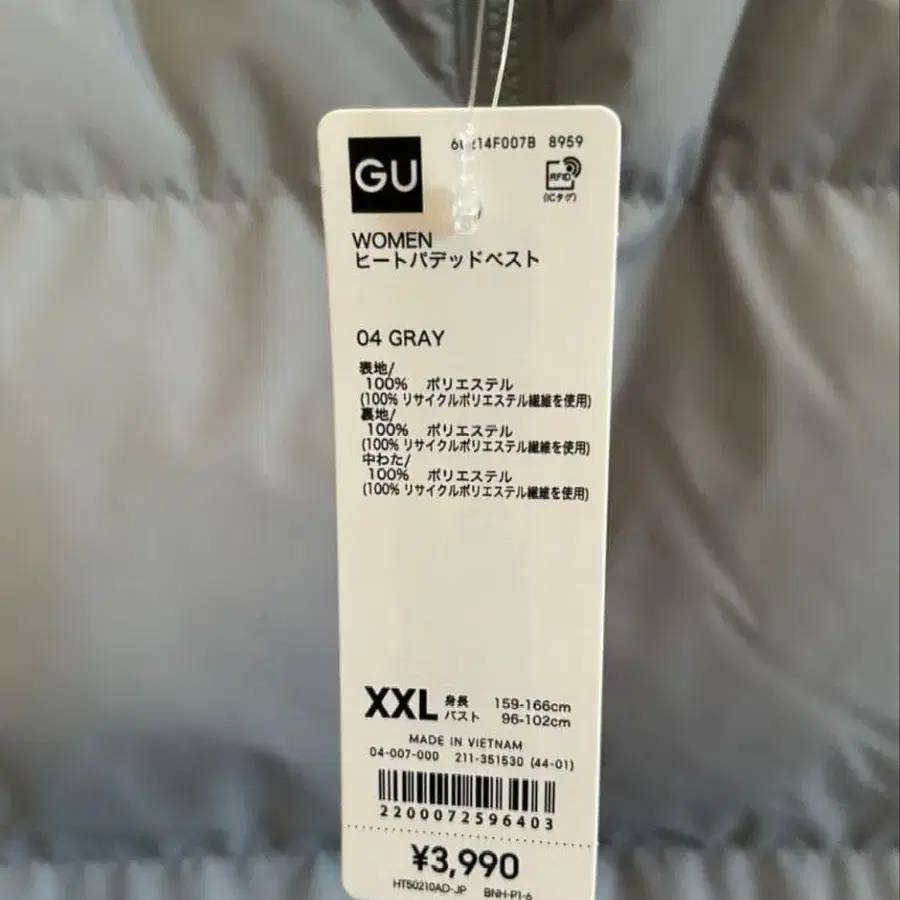 GU
8959
RFID
(ICタグ)
WOMEN
ヒートパデッドベスト
04 GRAY
表地/
100% ポリエステル
(100% リサイクルポリエステル繊維を使用)
裏地/
100% ポリエステル
(100% リサイクルポリエステル繊維を使用)
中わた/
100% ポリエステル
(100% リサイクルポリエステル繊維を使用)
XXL 身長 159-166cm
バスト 96-102cm
MADE IN VIETNAM
04-007-000 211-351530 (44-01)
2200072596403
¥3,990
HT50210AD-JP BNH-P1-6